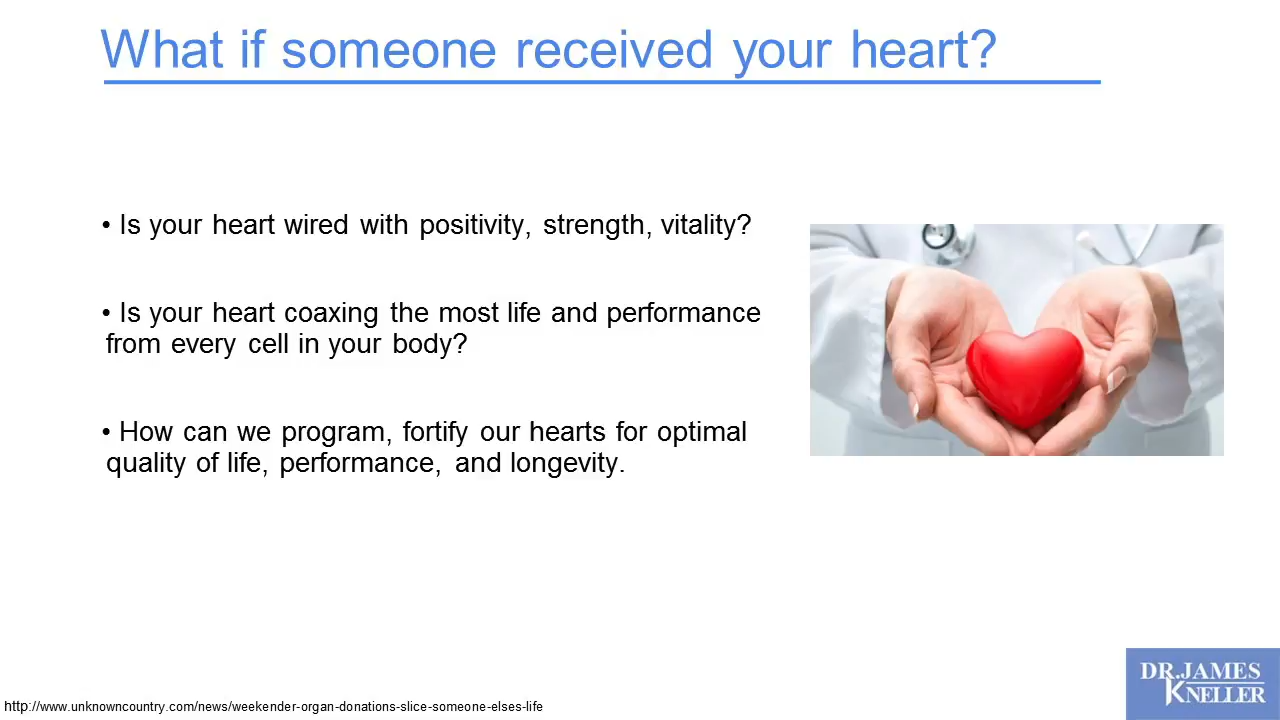 What if someone received your heart?
• Is your heart wired with positivity, strength, vitality?
• Is your heart coaxing the most life and performance
from every cell in your body?
• How can we program, fortify our hearts for optimal
quality of life, performance, and longevity.
DR.JAMES
KNELLER
http://www.unknowncountry.com/news/weekender-organ-donations-slice-someone-elses-life